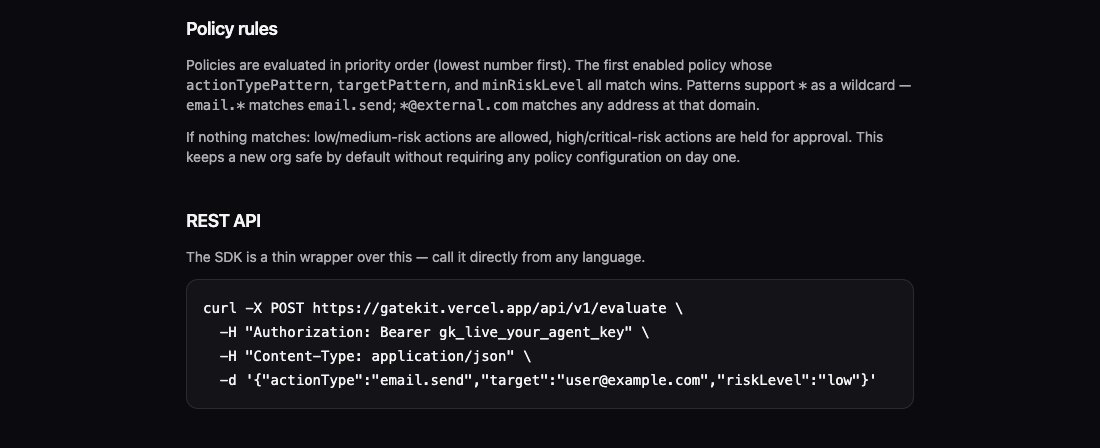 Policy rules
Policies are evaluated in priority order (lowest number first). The first enabled policy whose
actionTypePattern, targetPattern, and minRiskLevel all match wins. Patterns support * as a wildcard —
email.* matches email.send; *@external.com matches any address at that domain.
If nothing matches: low/medium-risk actions are allowed, high/critical-risk actions are held for approval. This
keeps a new org safe by default without requiring any policy configuration on day one.
REST API
The SDK is a thin wrapper over this — call it directly from any language.
curl -X POST https://gatekit.vercel.app/api/v1/evaluate \
  -H "Authorization: Bearer gk_live_your_agent_key" \
  -H "Content-Type: application/json" \
  -d '{"actionType":"email.send","target":"user@example.com","riskLevel":"low"}'